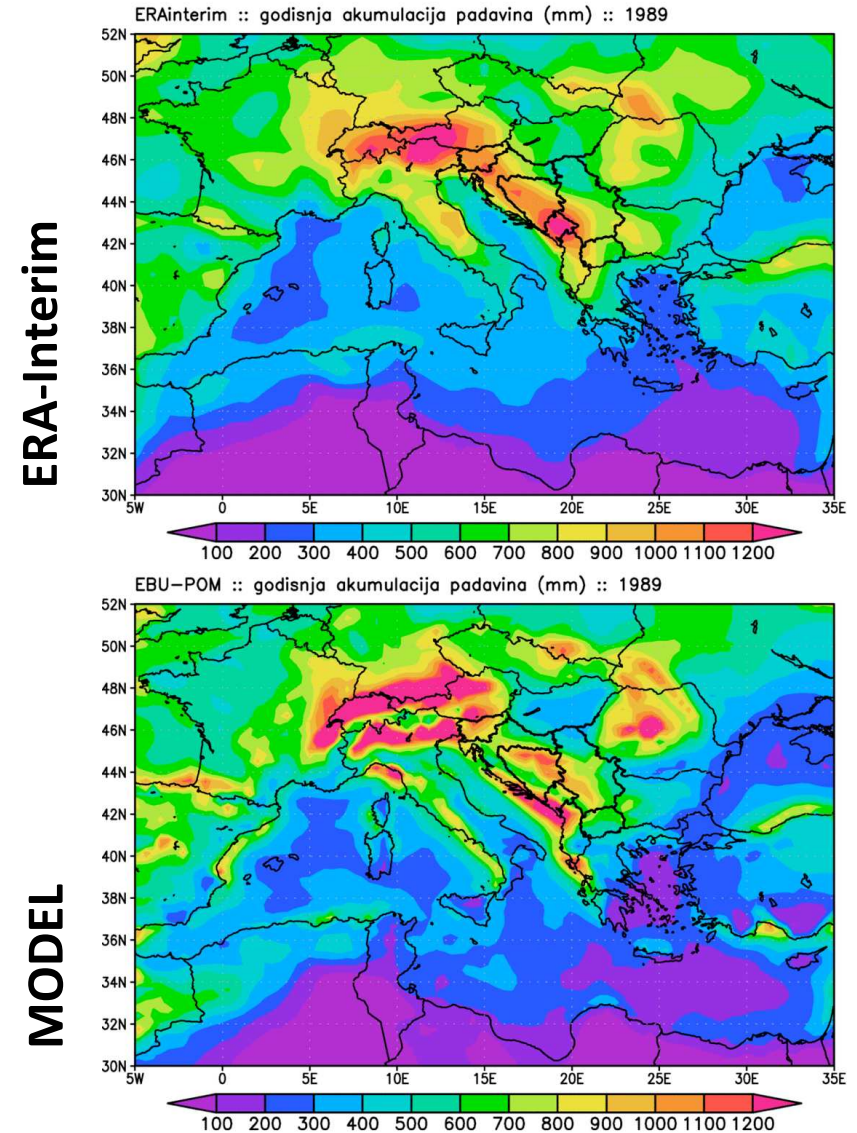 ERAinterim :: godisnja akumulacija padavina (mm) :: 1989
52N
50N
48N
46N
44N
42N
40N
38N
36N
34N
32N
30N
5W 0 5E 10E 15E 20E 25E 30E 35E
100 200 300 400 500 600 700 800 900 1000 1100 1200
ERA-Interim
EBU-POM :: godisnja akumulacija padavina (mm) :: 1989
52N
50N
48N
46N
44N
42N
40N
38N
36N
34N
32N
30N
5W 0 5E 10E 15E 20E 25E 30E 35E
100 200 300 400 500 600 700 800 900 1000 1100 1200
MODEL